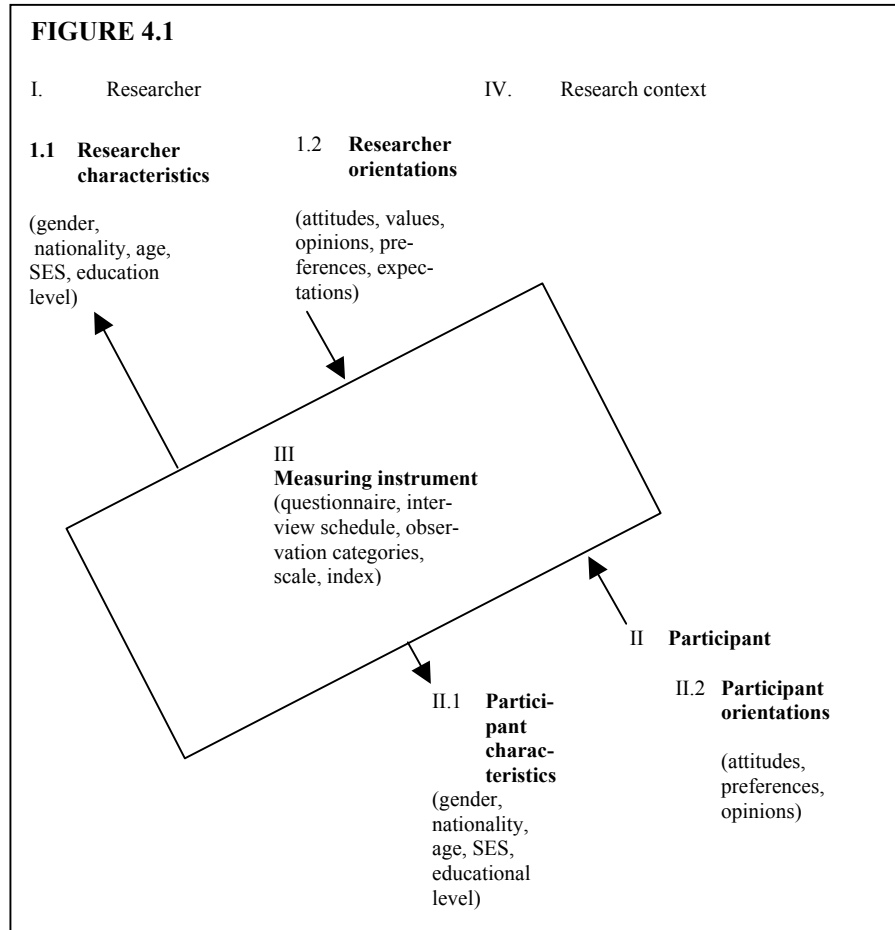 FIGURE 4.1
I. Researcher
IV. Research context
1.1 Researcher
characteristics
(gender,
nationality, age,
SES, education
level)
1.2 Researcher
orientations
(attitudes, values,
opinions, pre-
ferences, expec-
tations)
III
Measuring instrument
(questionnaire, inter-
view schedule, obser-
vation categories,
scale, index)
II Participant
II.1 Partici-
pant
charac-
teristics
(gender,
nationality,
age, SES,
educational
level)
II.2 Participant
orientations
(attitudes,
preferences,
opinions)